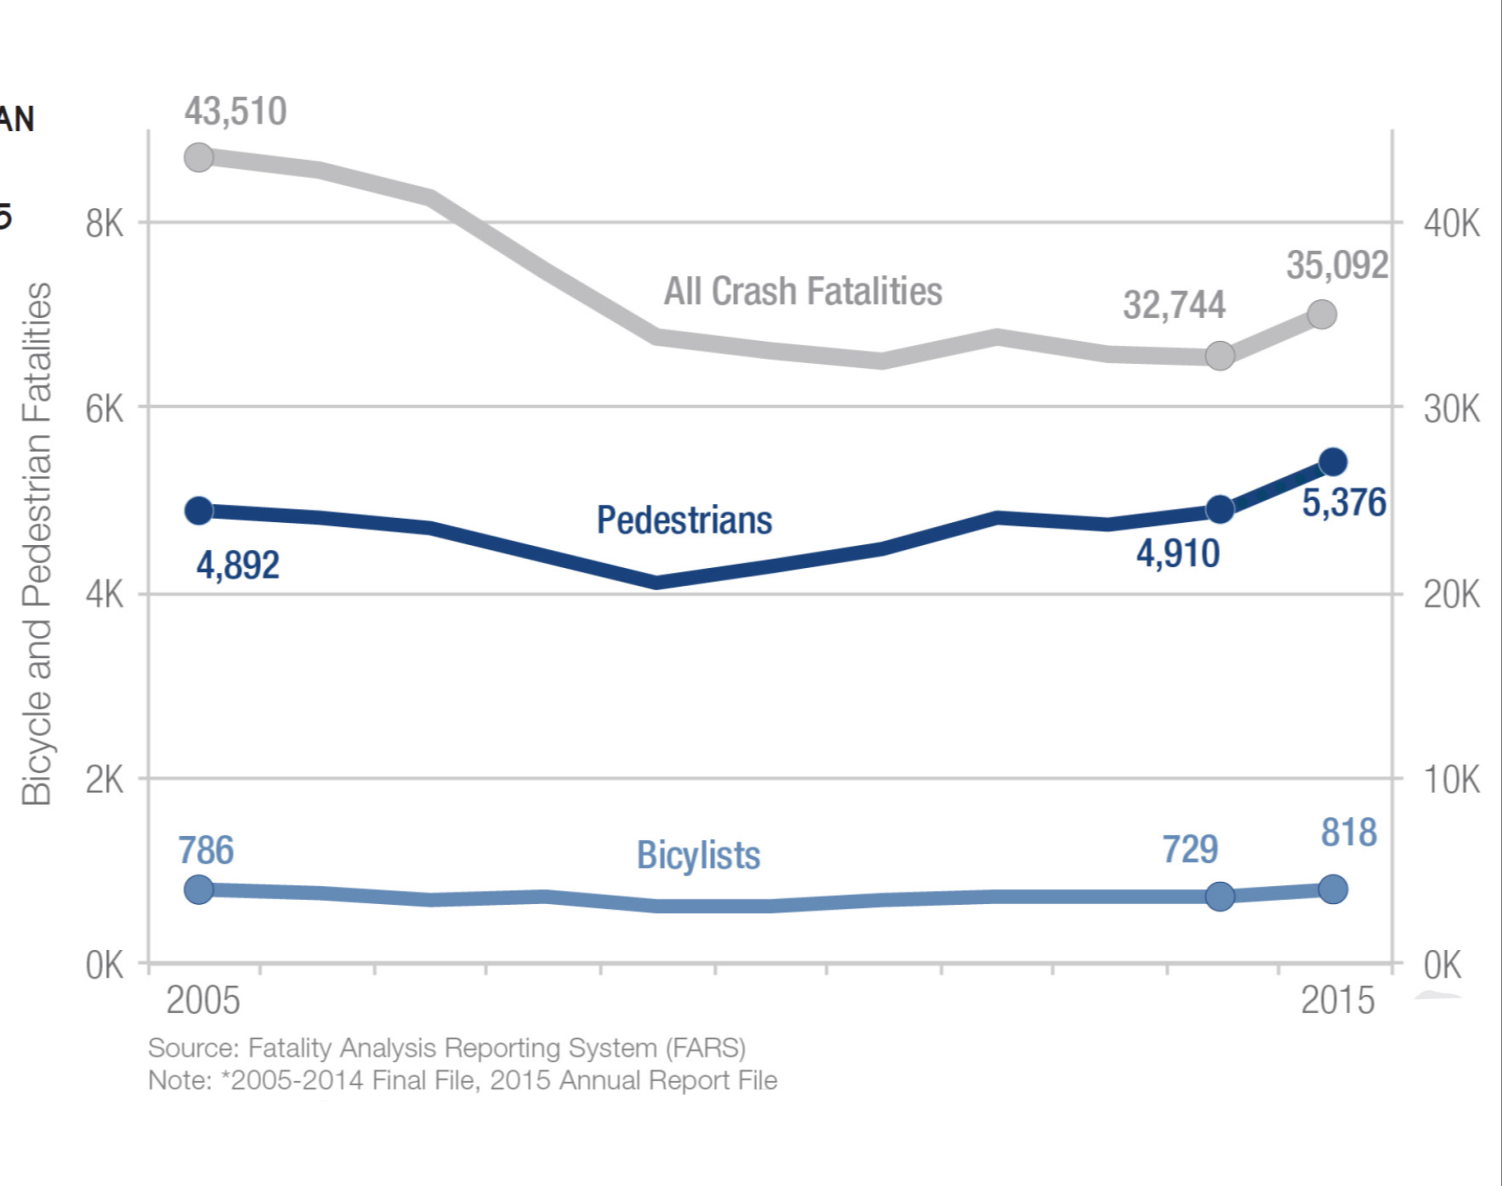 AN
5
43,510
8K
40K
35,092
All Crash Fatalities
32,744
6K
30K
Pedestrians
5,376
4,892
4,910
4K
20K
Bicycle and Pedestrian Fatalities
2K
10K
786
Bicylists
729
818
0K
0K
2005
2015
Source: Fatality Analysis Reporting System (FARS)
Note: *2005-2014 Final File, 2015 Annual Report File